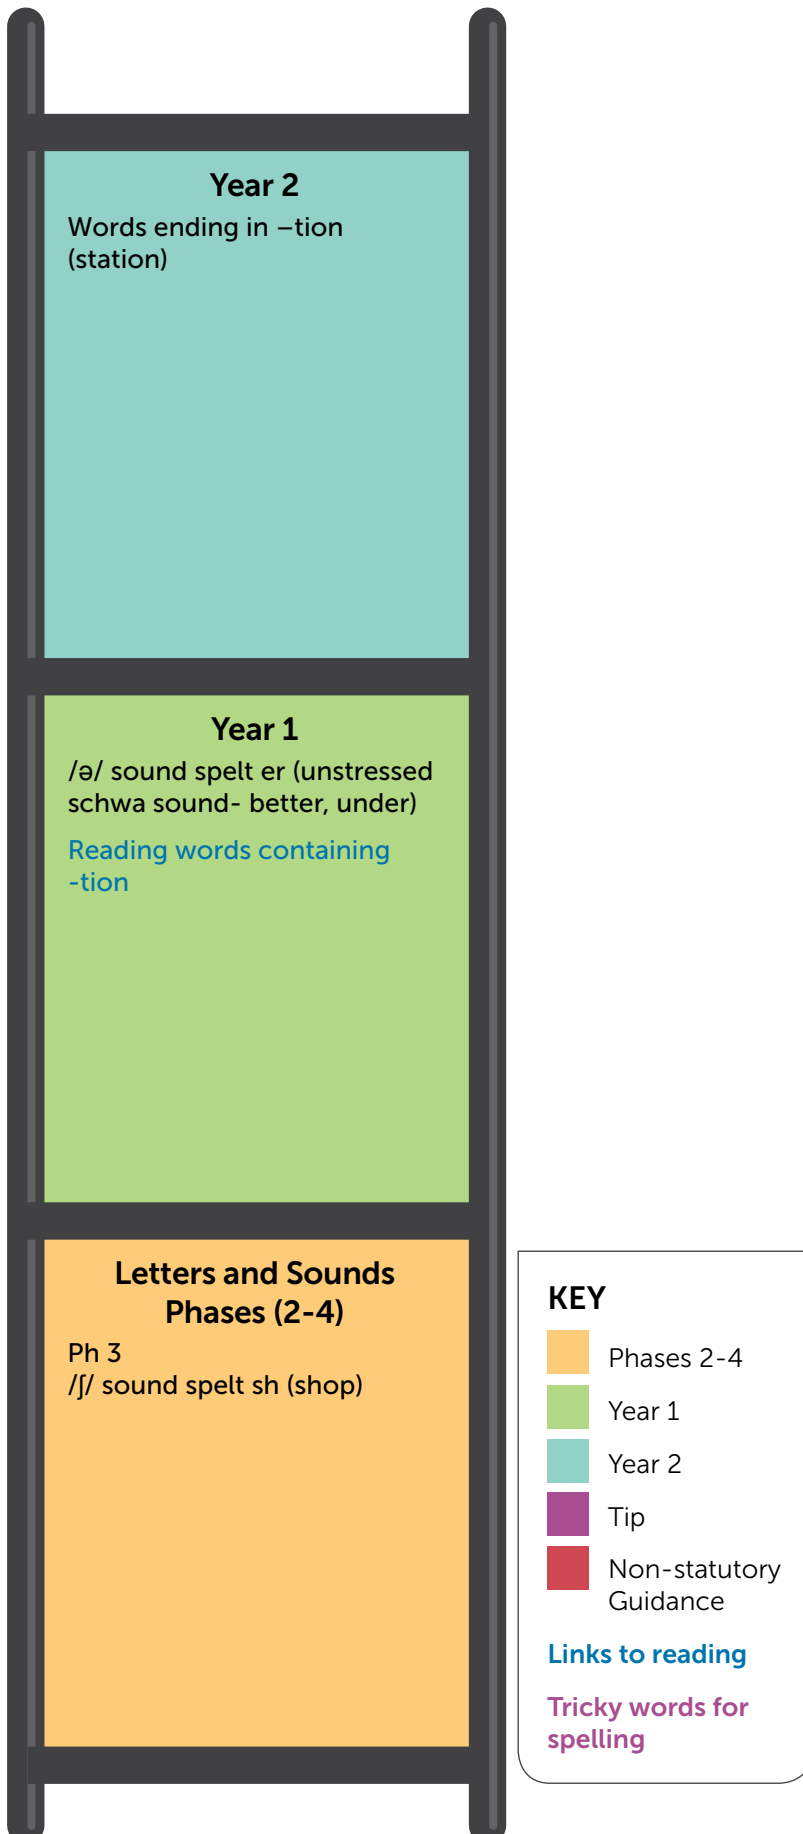 Year 2
Words ending in –tion
(station)
Year 1
/ə/ sound spelt er (unstressed
schwa sound- better, under)
Reading words containing
-tion
Letters and Sounds
Phases (2-4)
Ph 3
/ʃ/ sound spelt sh (shop)
KEY
Phases 2-4
Year 1
Year 2
Tip
Non-statutory
Guidance
Links to reading
Tricky words for
spelling